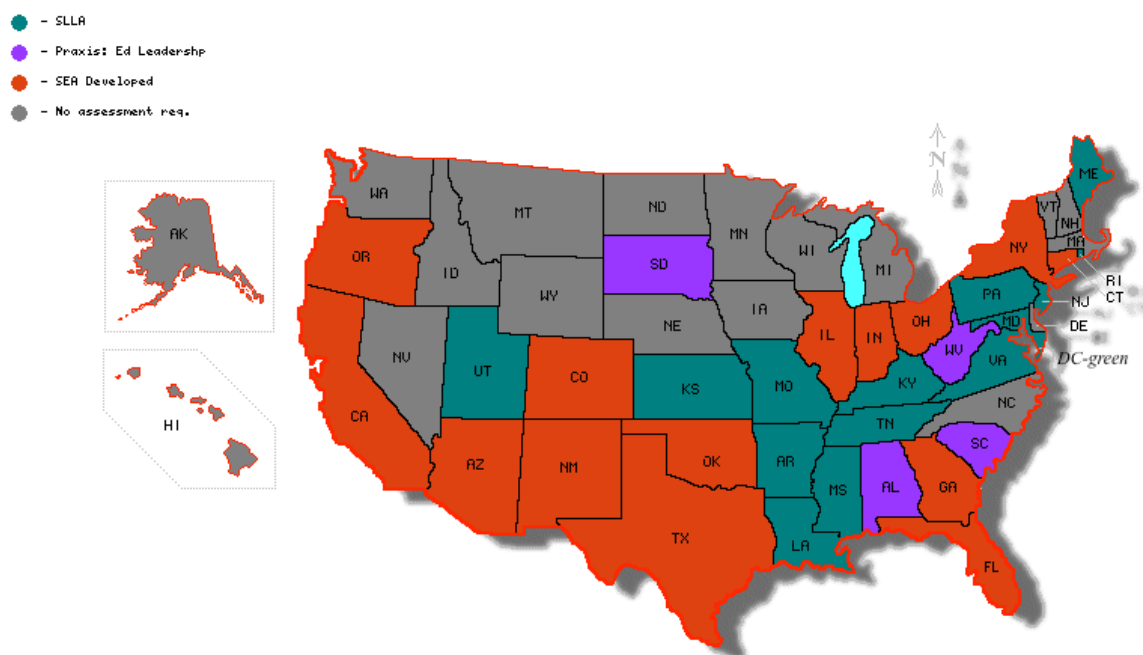 - SLLA
- Praxis: Ed Leadershp
- SEA Developed
- No assessment req.
N
ME
WA
MT
ND
MN
VT
NH
AK
OR
ID
SD
WI
MI
NY
MA
RI
CT
WY
IA
PA
NJ
NE
IL
IN
OH
MD
DE
NV
UT
CO
KS
MO
KY
WV
VA
DC-green
HI
CA
TN
NC
AZ
NM
OK
AR
SC
MS
AL
GA
TX
LA
FL